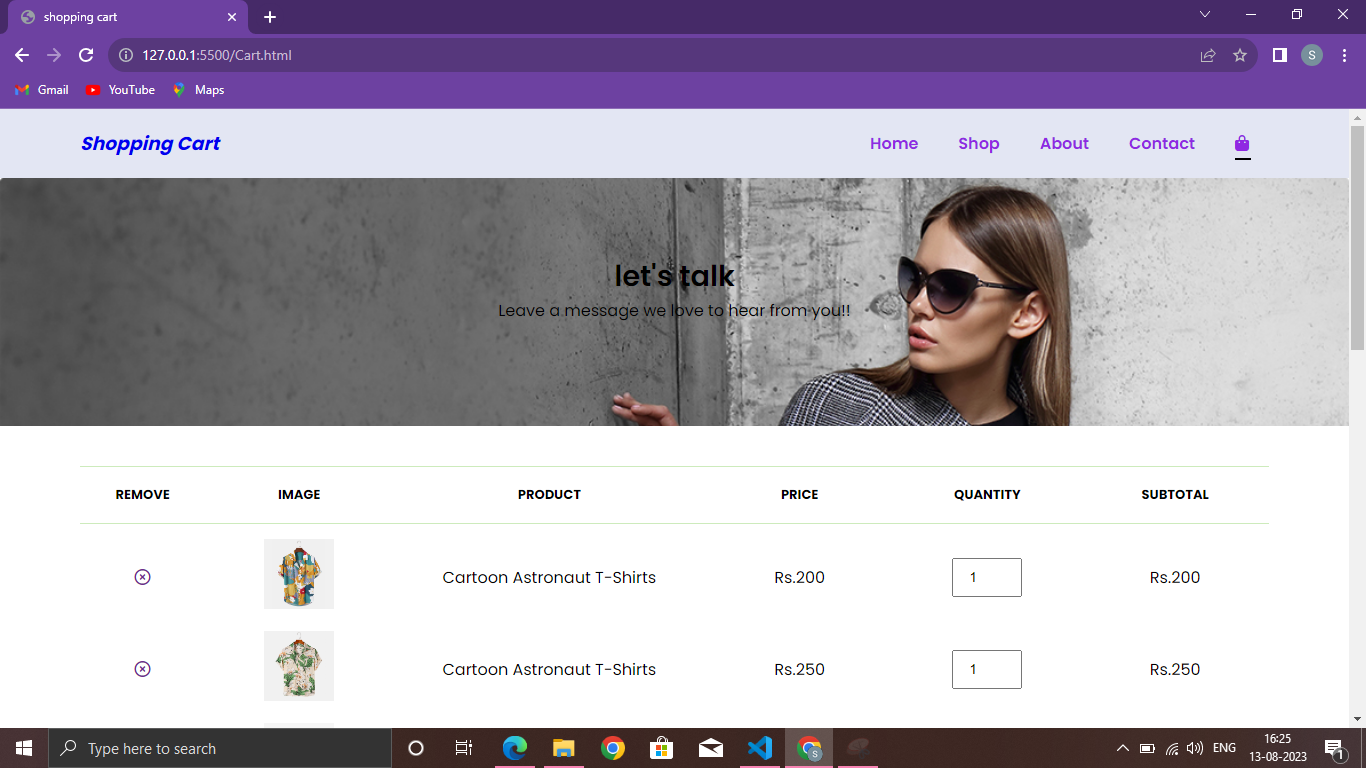 shopping cart
127.0.0.1:5500/Cart.html
S
Gmail YouTube Maps
Shopping Cart Home Shop About Contact
let's talk
Leave a message we love to hear from you!!
REMOVE IMAGE PRODUCT PRICE QUANTITY SUBTOTAL
Cartoon Astronaut T-Shirts Rs.200 1 Rs.200
Cartoon Astronaut T-Shirts Rs.250 1 Rs.250
Type here to search
S
ENG
16:25
13-08-2023
1